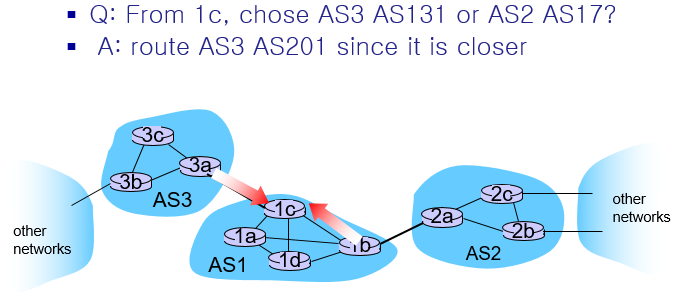 Q: From 1c, chose AS3 AS131 or AS2 AS17?
A: route AS3 AS201 since it is closer
3c
3a
3b
AS3
other
networks
1c
1a
1b
1d
AS1
2c
2a
2b
AS2
other
networks